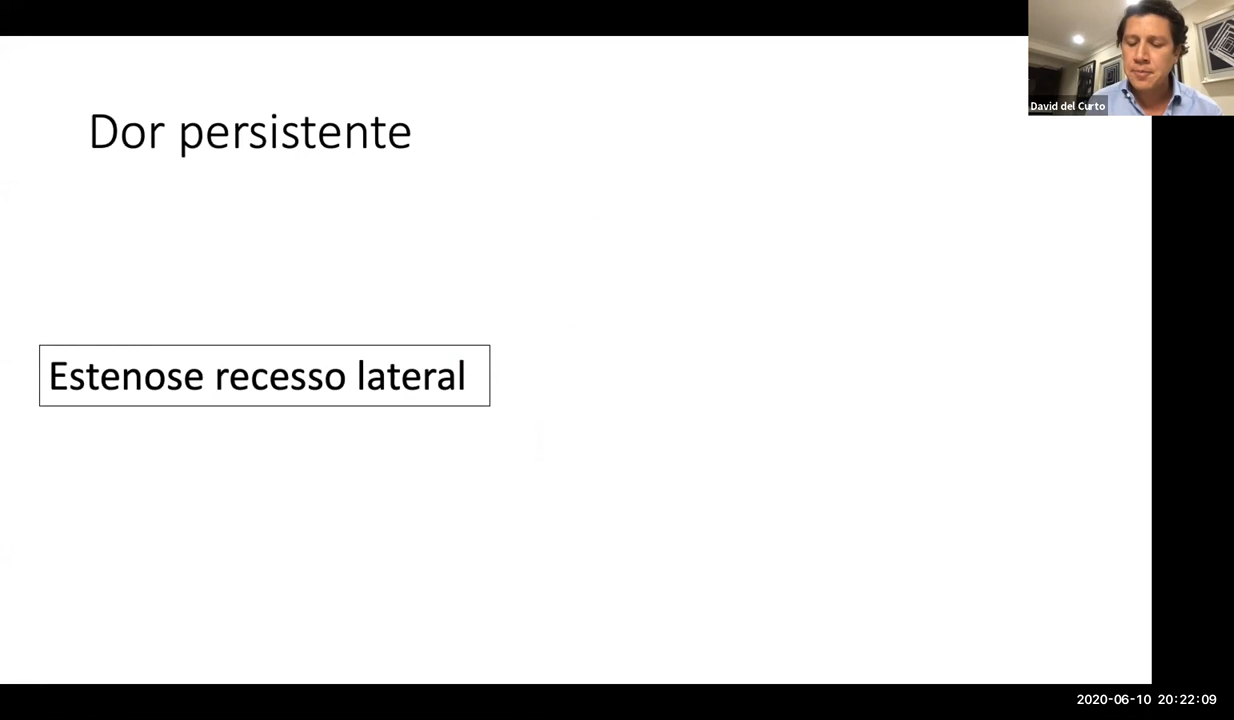 Dor persistente
David del Curto
Estenose recesso lateral
2020-06-10 20:22:09